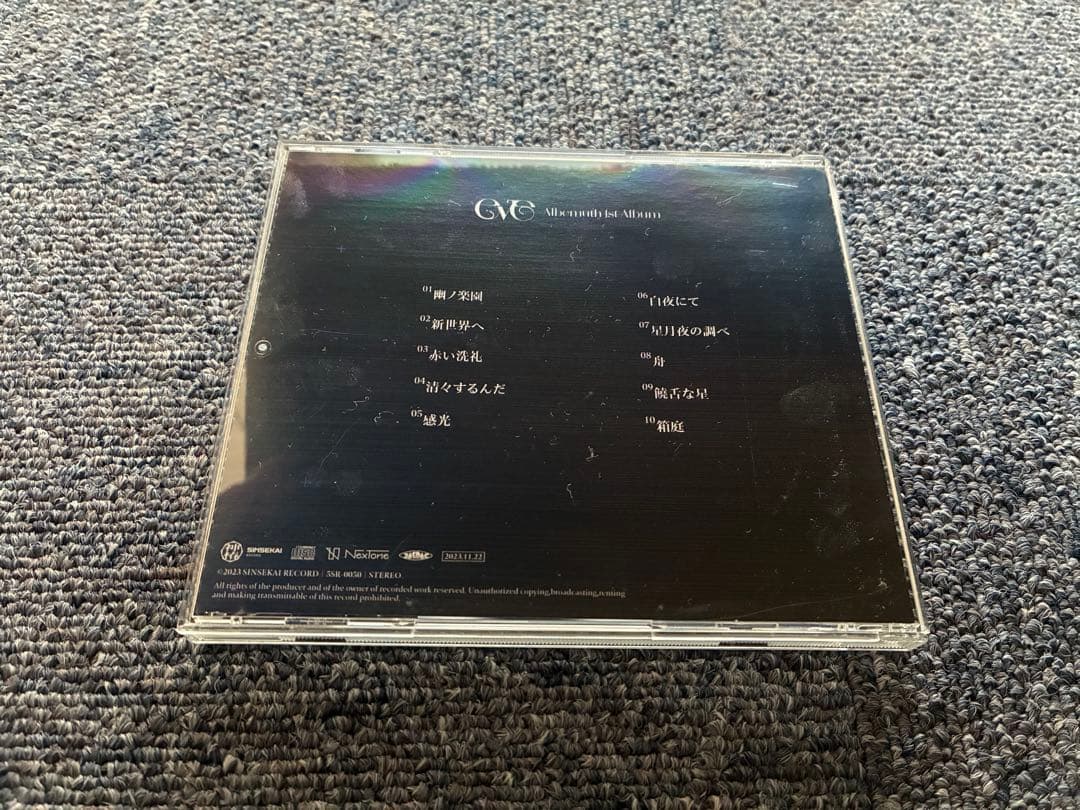 EVE Albemuth 1st Album
01 幽ノ楽園
02 新世界へ
03 赤い洗礼
04 清々するんだ
05 感光
06 白夜にて
07 星月夜の調べ
08 舟
09 饒舌な星
10 箱庭
SINSEKAI RECORD
NexTone
2023.11.22
©2023 SINSEKAI RECORD | SSR-0050 | STEREO.
All rights of the producer and of the owner of recorded work reserved. Unauthorized copying,broadcasting,renting
and making transmittable of this record prohibited.